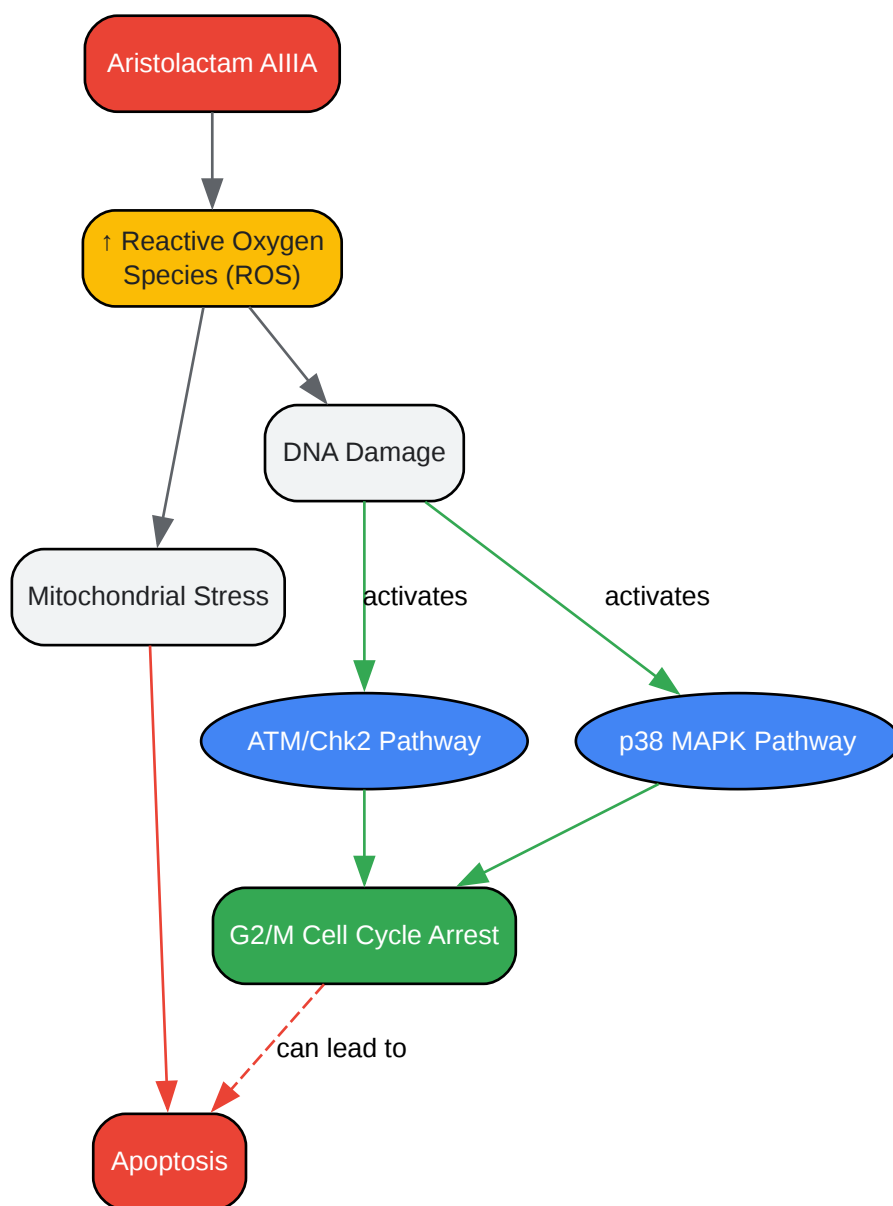 Aristolactam AIIIA
↑ Reactive Oxygen
Species (ROS)
DNA Damage
Mitochondrial Stress
activates
activates
ATM/Chk2 Pathway
p38 MAPK Pathway
G2/M Cell Cycle Arrest
can lead to
Apoptosis